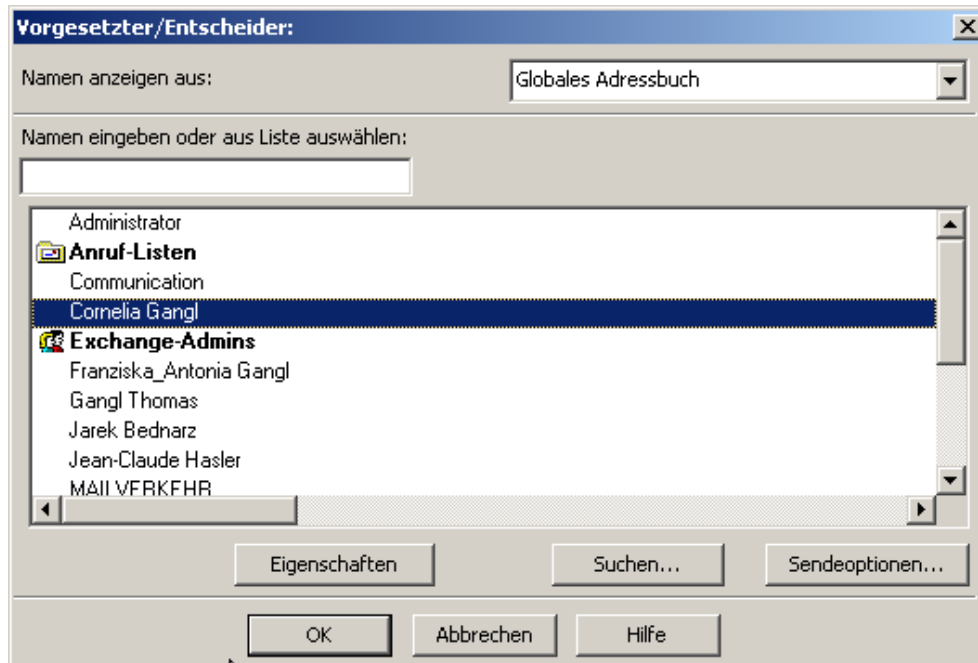 Vorgesetzter/Entscheider:
Namen anzeigen aus: Globales Adressbuch
Namen eingeben oder aus Liste auswählen:
Administrator
Anruf-Listen
Communication
Cornelia Gangl
Exchange-Admins
Franziska_Antonia Gangl
Gangl Thomas
Jarek Bednarz
Jean-Claude Hasler
MAILVERKEHR
Eigenschaften Suchen... Sendeoptionen...
OK Abbrechen Hilfe